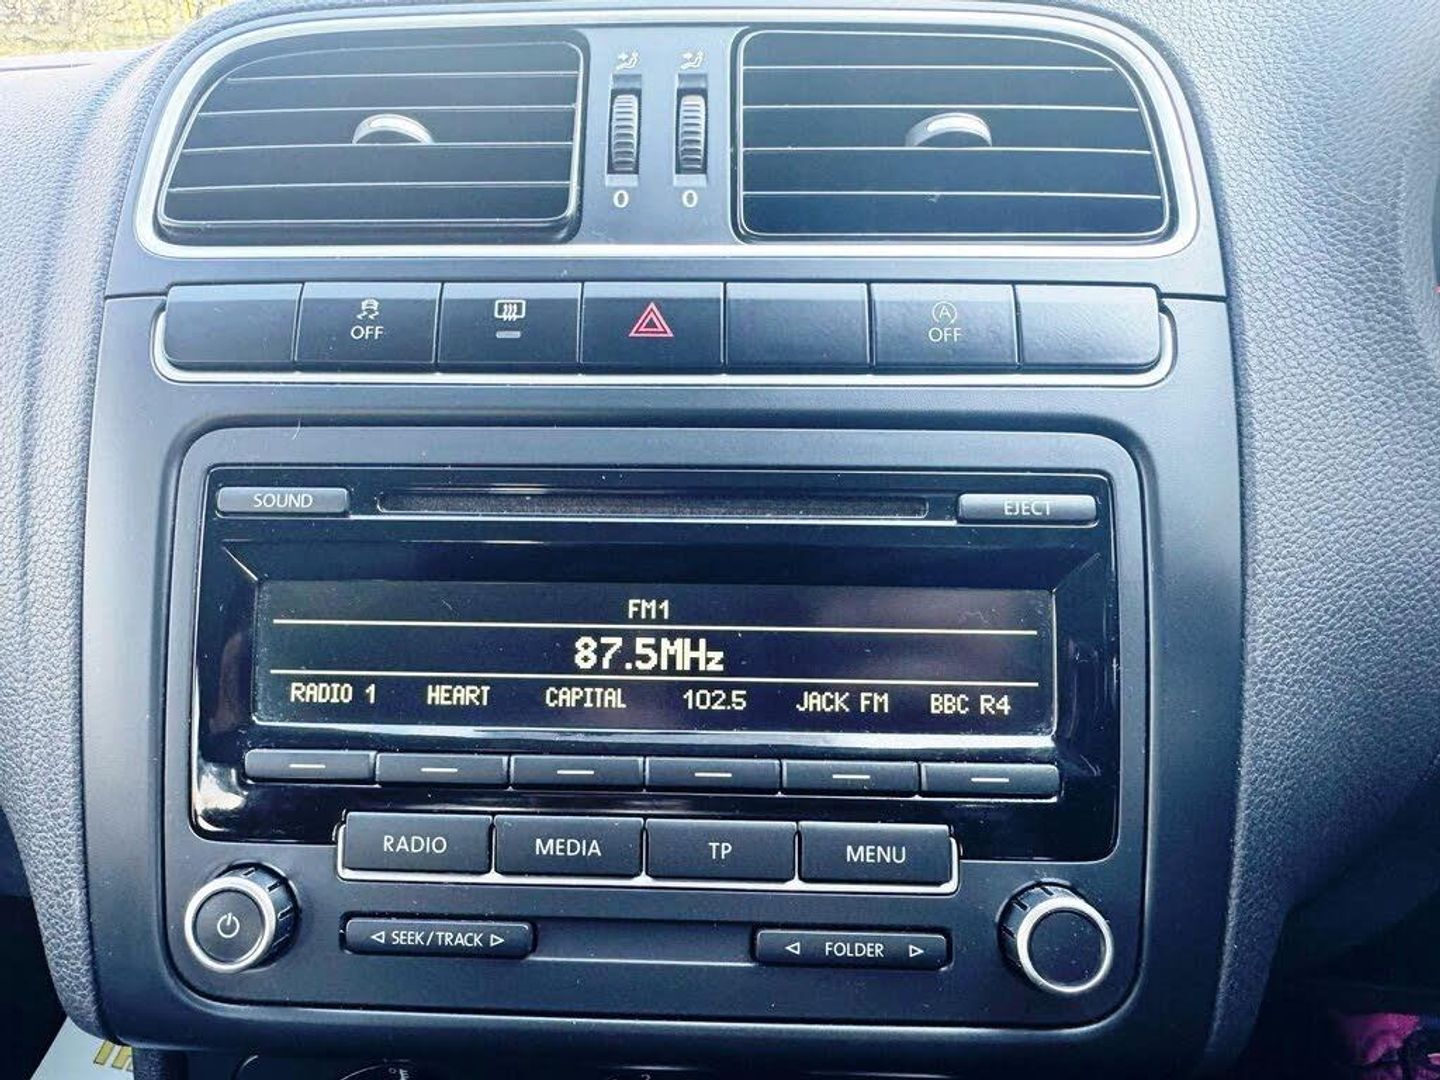 0 0
OFF
A OFF
SOUND EJECT
FM1
87.5MHz
RADIO 1 HEART CAPITAL 102.5 JACK FM BBC R4
RADIO MEDIA TP MENU
SEEK/TRACK FOLDER